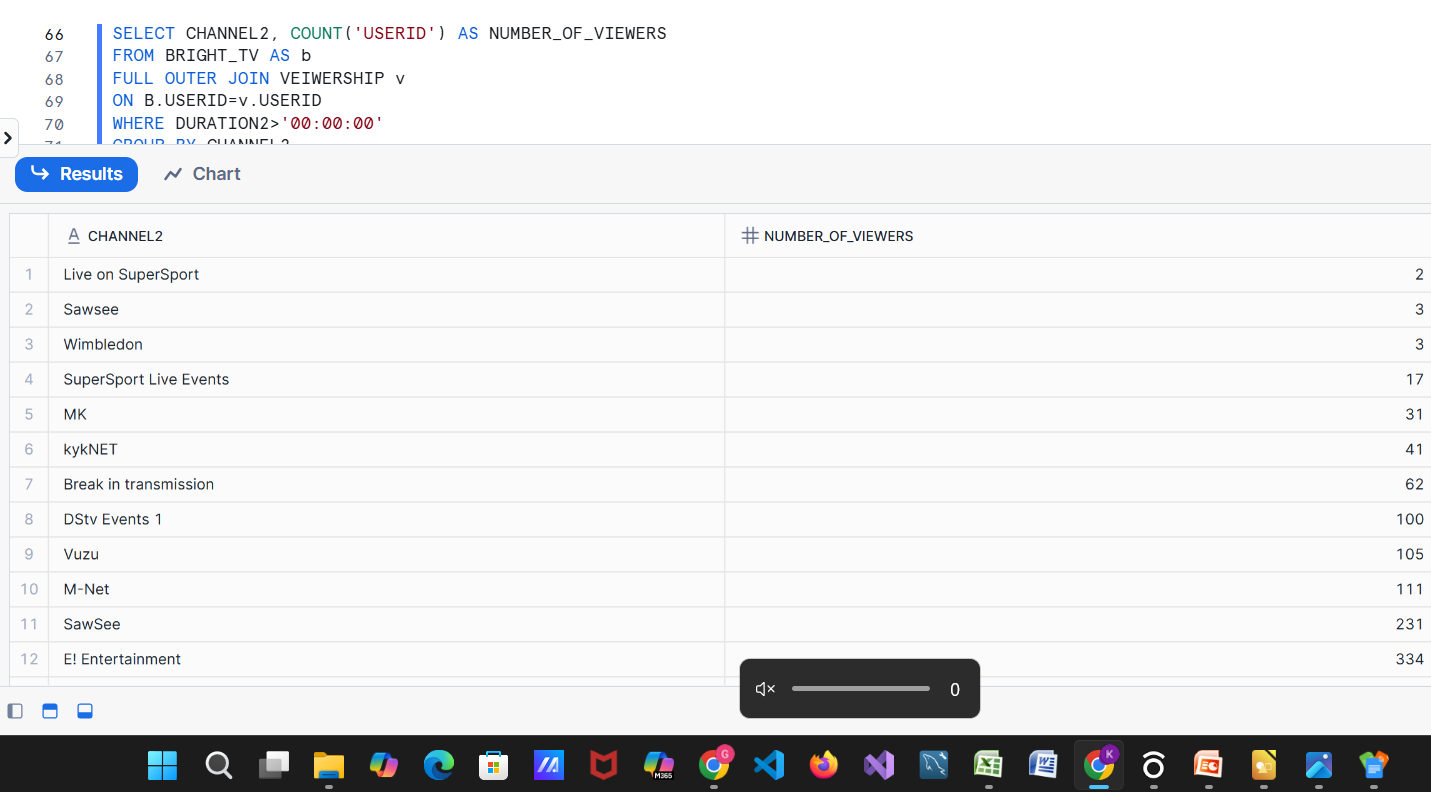 66 SELECT CHANNEL2, COUNT('USERID') AS NUMBER_OF_VIEWERS
67 FROM BRIGHT_TV AS b
68 FULL OUTER JOIN VEIWERSHIP v
69 ON B.USERID=v.USERID
70 WHERE DURATION2>'00:00:00'
71 GROUP BY CHANNEL2
Results Chart
A CHANNEL2 # NUMBER_OF_VIEWERS
1 Live on SuperSport 2
2 Sawsee 3
3 Wimbledon 3
4 SuperSport Live Events 17
5 MK 31
6 kykNET 41
7 Break in transmission 62
8 DStv Events 1 100
9 Vuzu 105
10 M-Net 111
11 SawSee 231
12 E! Entertainment 334
0
M365 G K